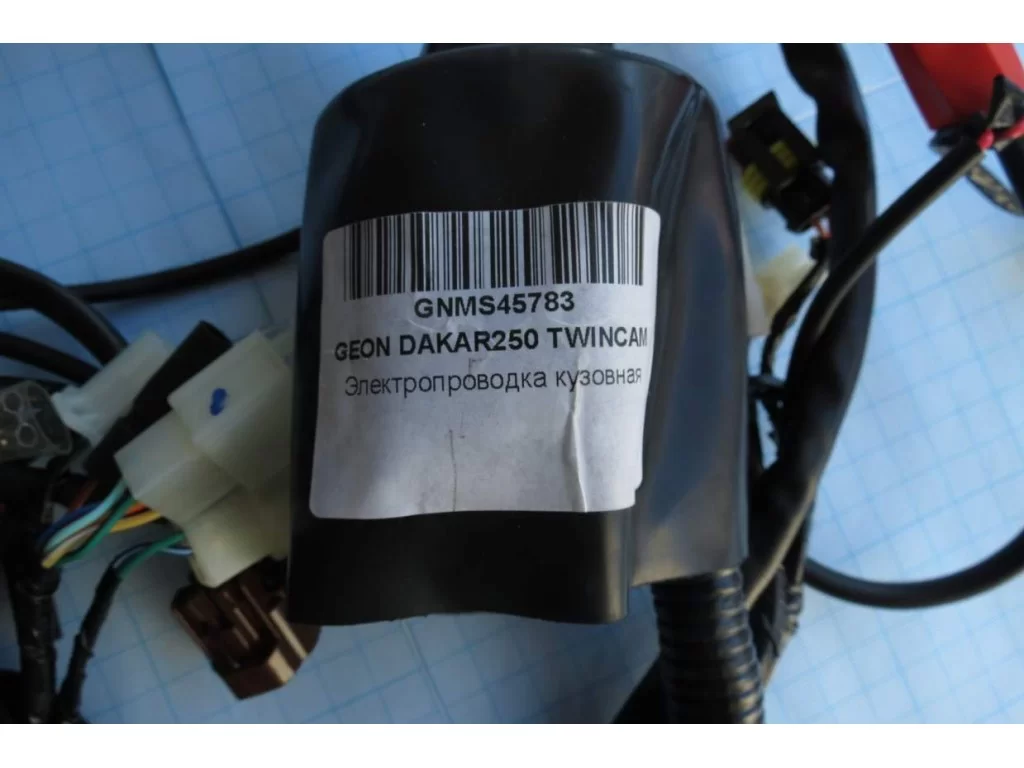 GNMS45783
GEON DAKAR250 TWINCAM
Электропроводка кузовная